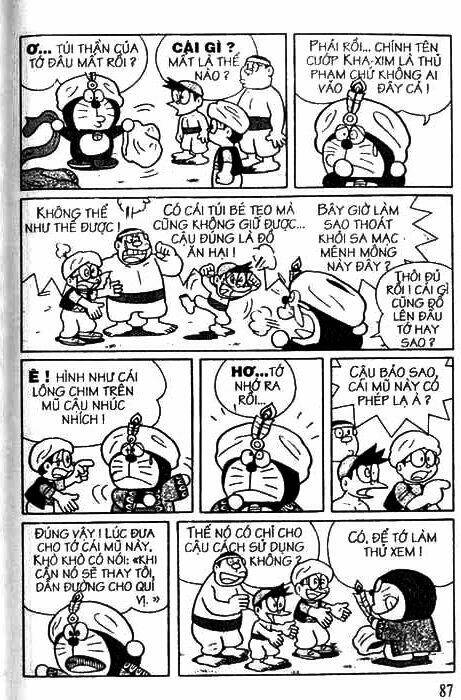 Ơ... TÚI THẦN CỦA
TỚ ĐÂU MẤT RỒI ?
CÁI GÌ ?
MẤT LÀ THẾ
NÀO ?
PHẢI RỒI... CHÍNH TÊN
CƯỚP KHA-XIM LÀ THỦ
PHẠM CHỨ KHÔNG AI
VÀO ĐÂY CẢ !
KHÔNG THỂ
NHƯ THẾ ĐƯỢC !
CÓ CÁI TÚI BÉ TẸO MÀ
CŨNG KHÔNG GIỮ ĐƯỢC...
CẬU ĐÚNG LÀ ĐỒ
ĂN HẠI !
BÂY GIỜ LÀM
SAO THOÁT
KHỎI SA MẠC
MÊNH MÔNG
NÀY ĐÂY ?
THÔI ĐỦ
RỒI ! CÁI GÌ
CŨNG ĐỔ
LÊN ĐẦU
TỚ HAY
SAO ?
Ê ! HÌNH NHƯ CÁI
LÔNG CHIM TRÊN
MŨ CẬU NHÚC
NHÍCH !
HƠ...TỚ
NHỚ RA
RỒI...
CẬU BẢO SAO,
CÁI MŨ NÀY CÓ
PHÉP LẠ À ?
ĐÚNG VẬY ! LÚC ĐƯA
CHO TỚ CÁI MŨ NÀY,
KHÒ KHÒ CÓ NÓI: «KHI
CẦN NÓ SẼ THAY TÔI,
DẪN ĐƯỜNG CHO QUÍ
VỊ. »
THẾ NÓ CÓ CHỈ CHO
CẬU CÁCH SỬ DỤNG
KHÔNG ?
CÓ, ĐỂ TỚ LÀM
THỬ XEM !
87